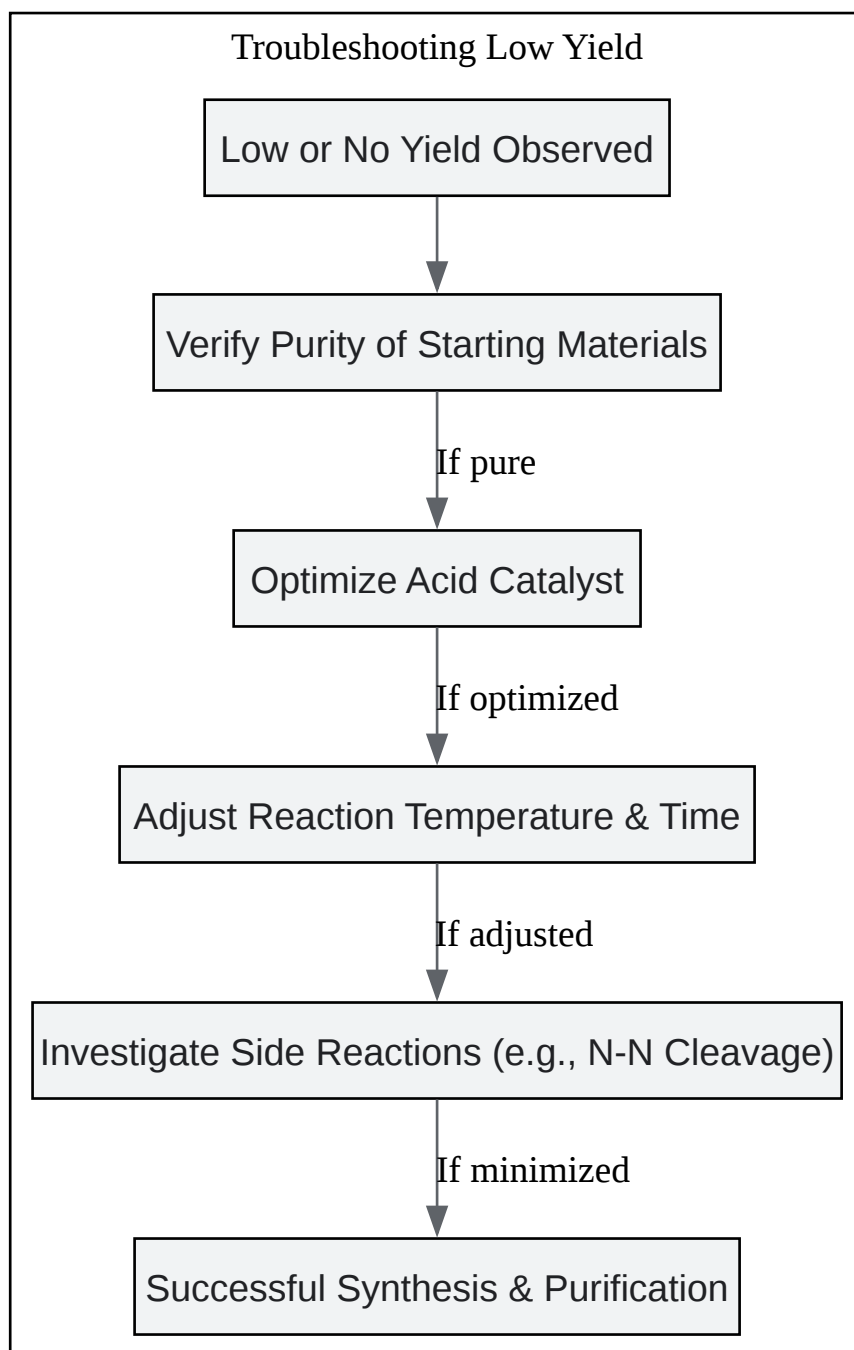 Troubleshooting Low Yield
Low or No Yield Observed
Verify Purity of Starting Materials
If pure
Optimize Acid Catalyst
If optimized
Adjust Reaction Temperature & Time
If adjusted
Investigate Side Reactions (e.g., N-N Cleavage)
If minimized
Successful Synthesis & Purification